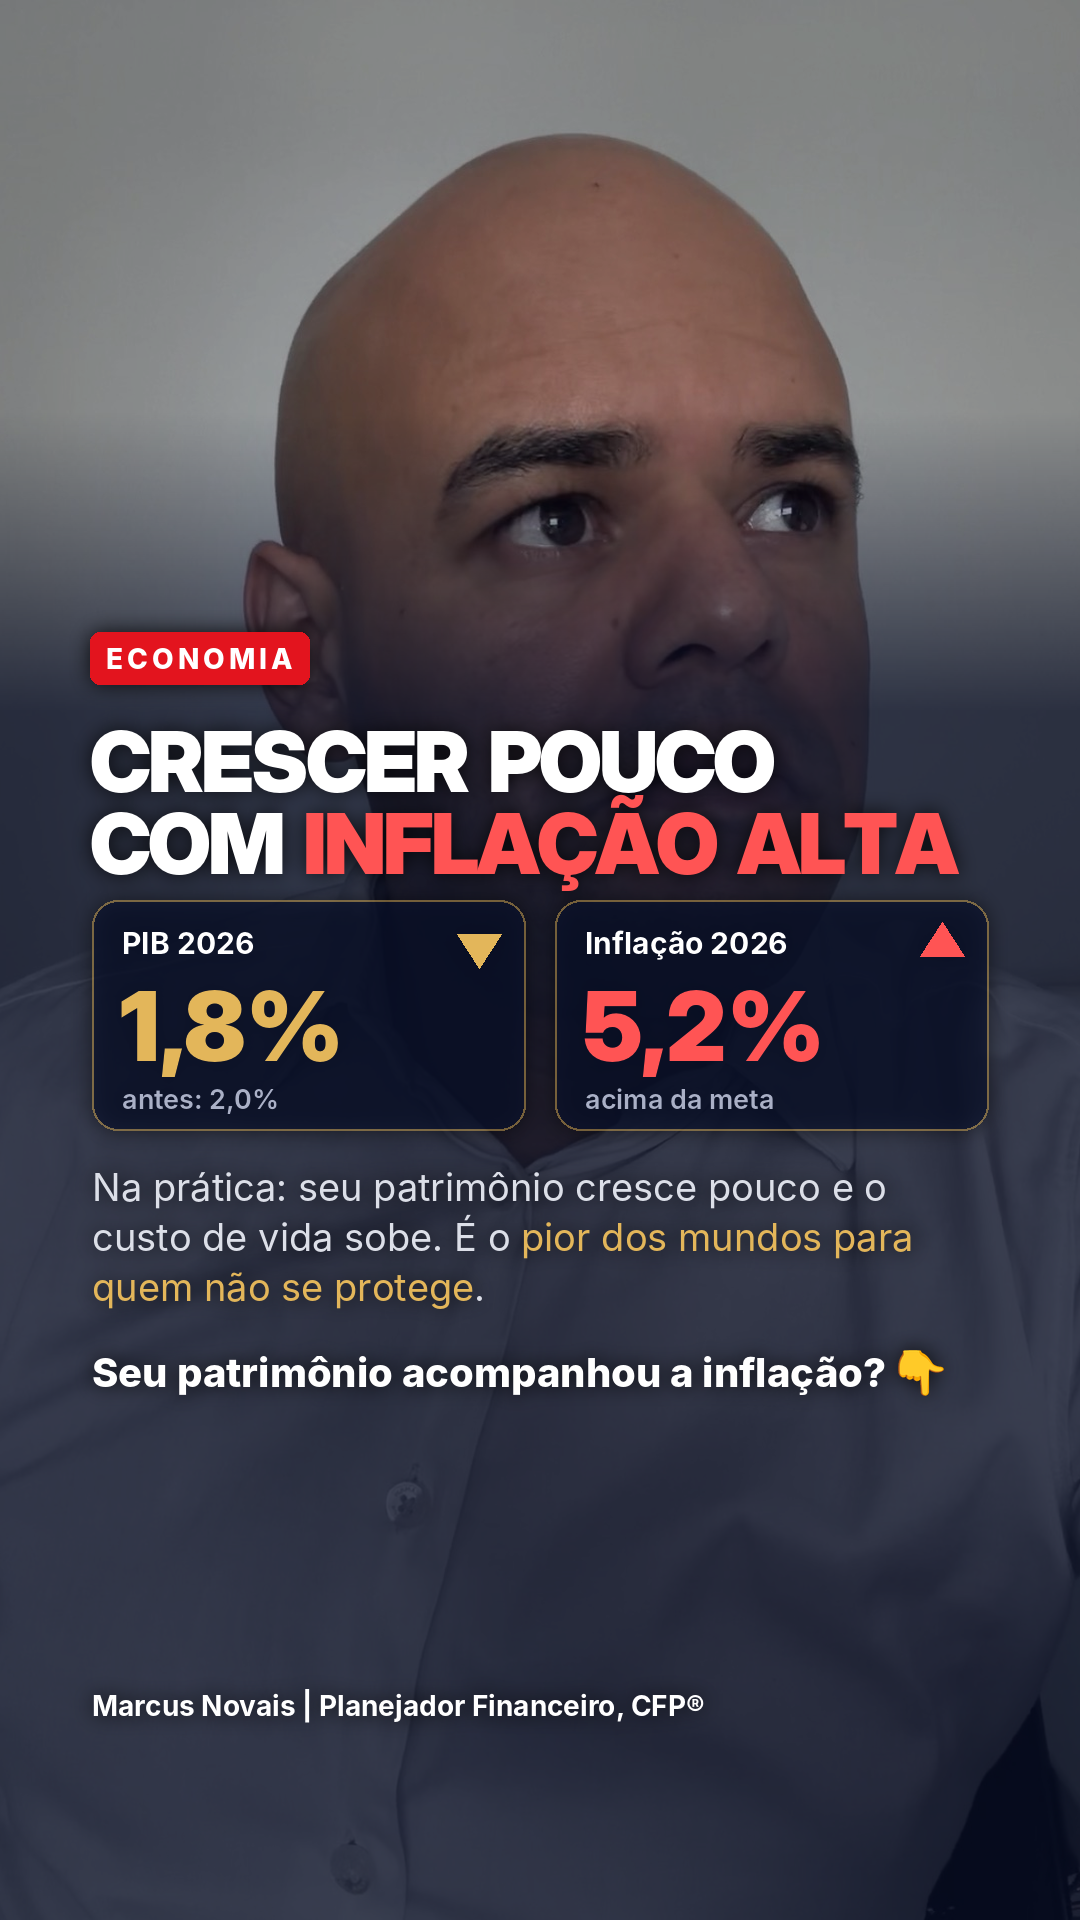 ECONOMIA
CRESCER POUCO
COM INFLAÇÃO ALTA
PIB 2026
1,8%
antes: 2,0%
Inflação 2026
5,2%
acima da meta
Na prática: seu patrimônio cresce pouco e o
custo de vida sobe. É o pior dos mundos para
quem não se protege.
Seu patrimônio acompanhou a inflação? 👇
Marcus Novais | Planejador Financeiro, CFP®